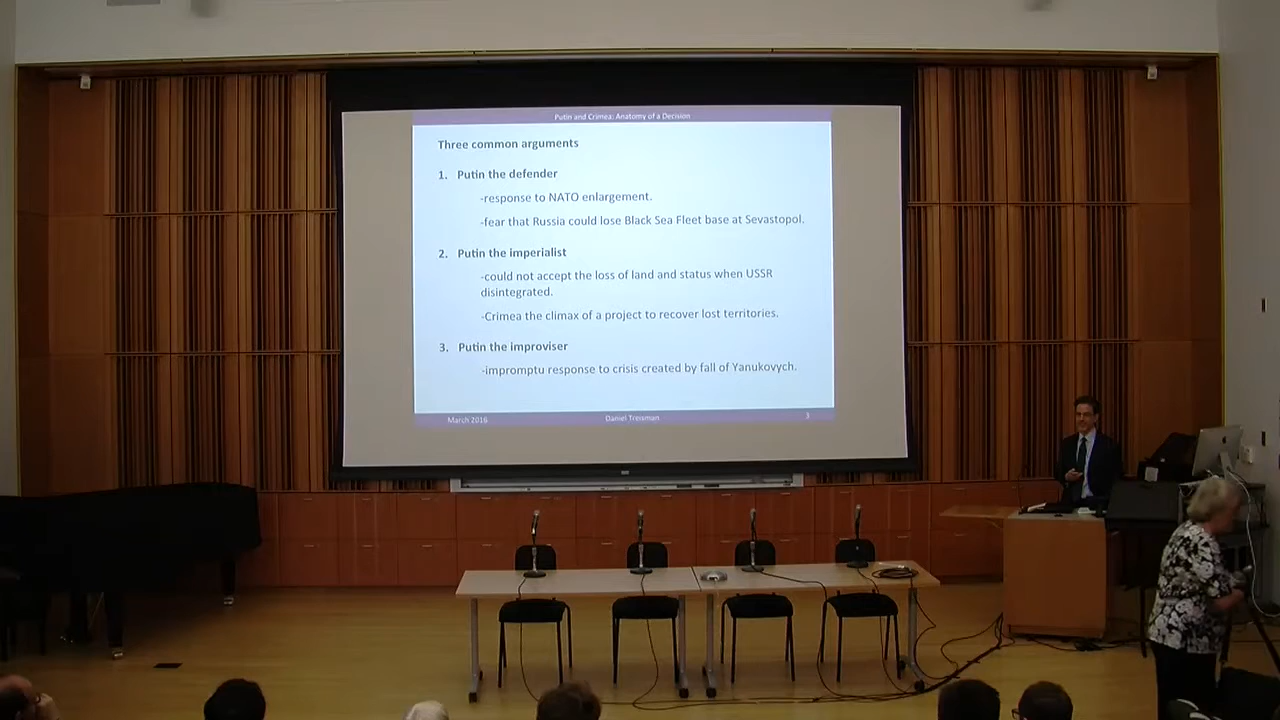 Putin and Crimea: Anatomy of a Decision
Three common arguments
1. Putin the defender
-response to NATO enlargement.
-fear that Russia could lose Black Sea Fleet base at Sevastopol.
2. Putin the imperialist
-could not accept the loss of land and status when USSR
disintegrated.
-Crimea the climax of a project to recover lost territories.
3. Putin the improviser
-impromptu response to crisis created by fall of Yanukovych.
March 2016 Daniel Treisman 3